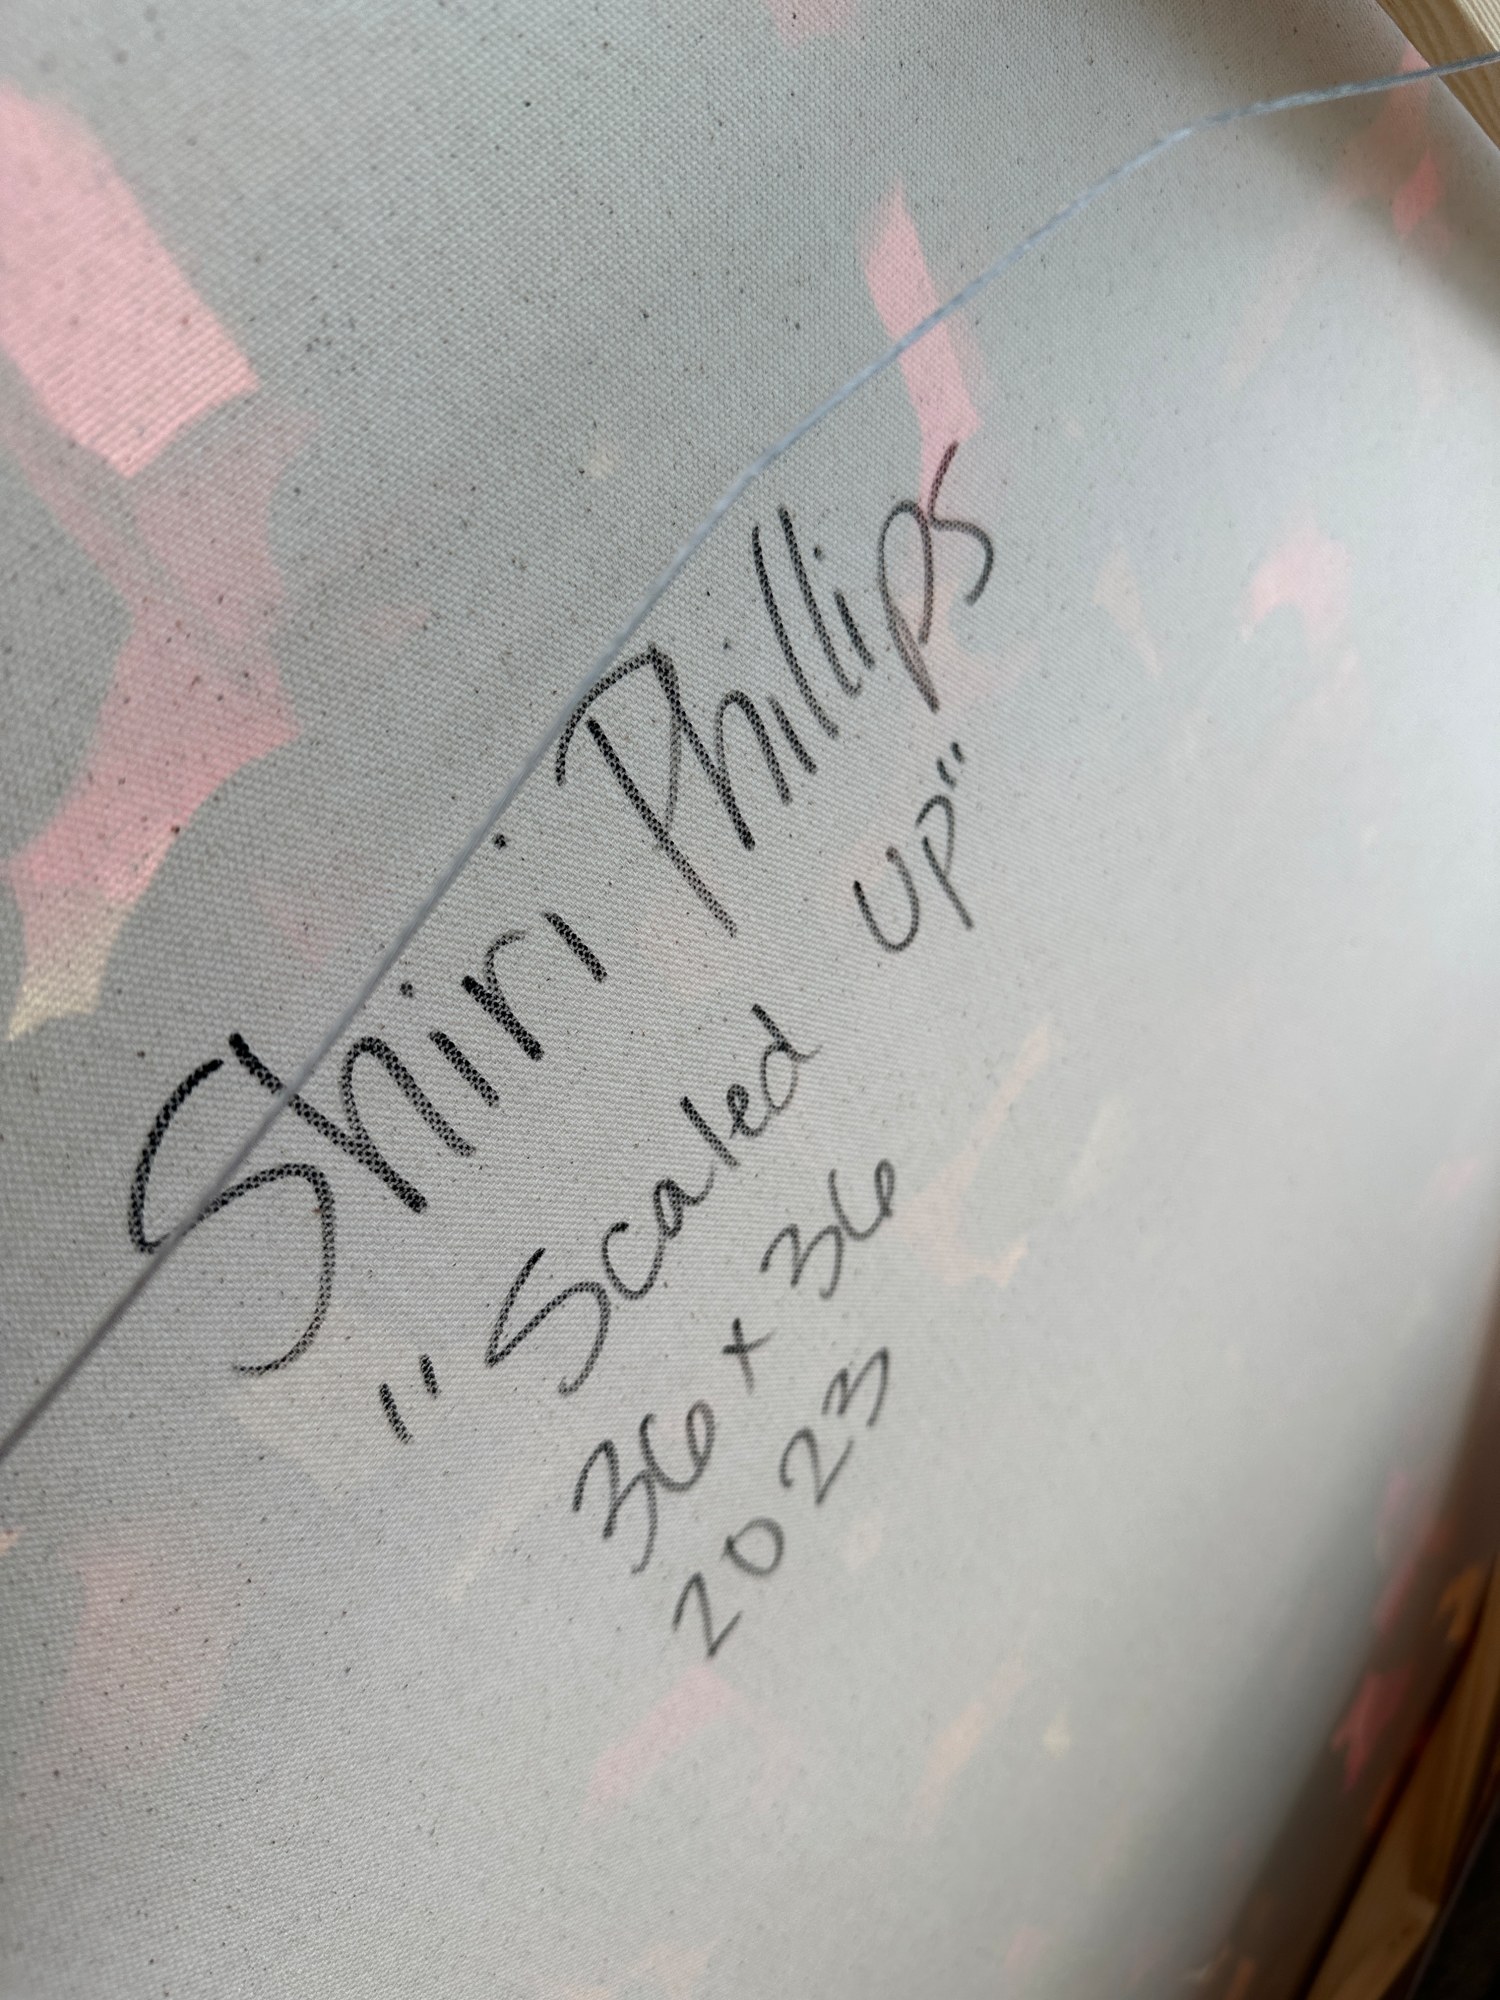 Shiri Phillips
"Scaled UP"
36 x 36
2023